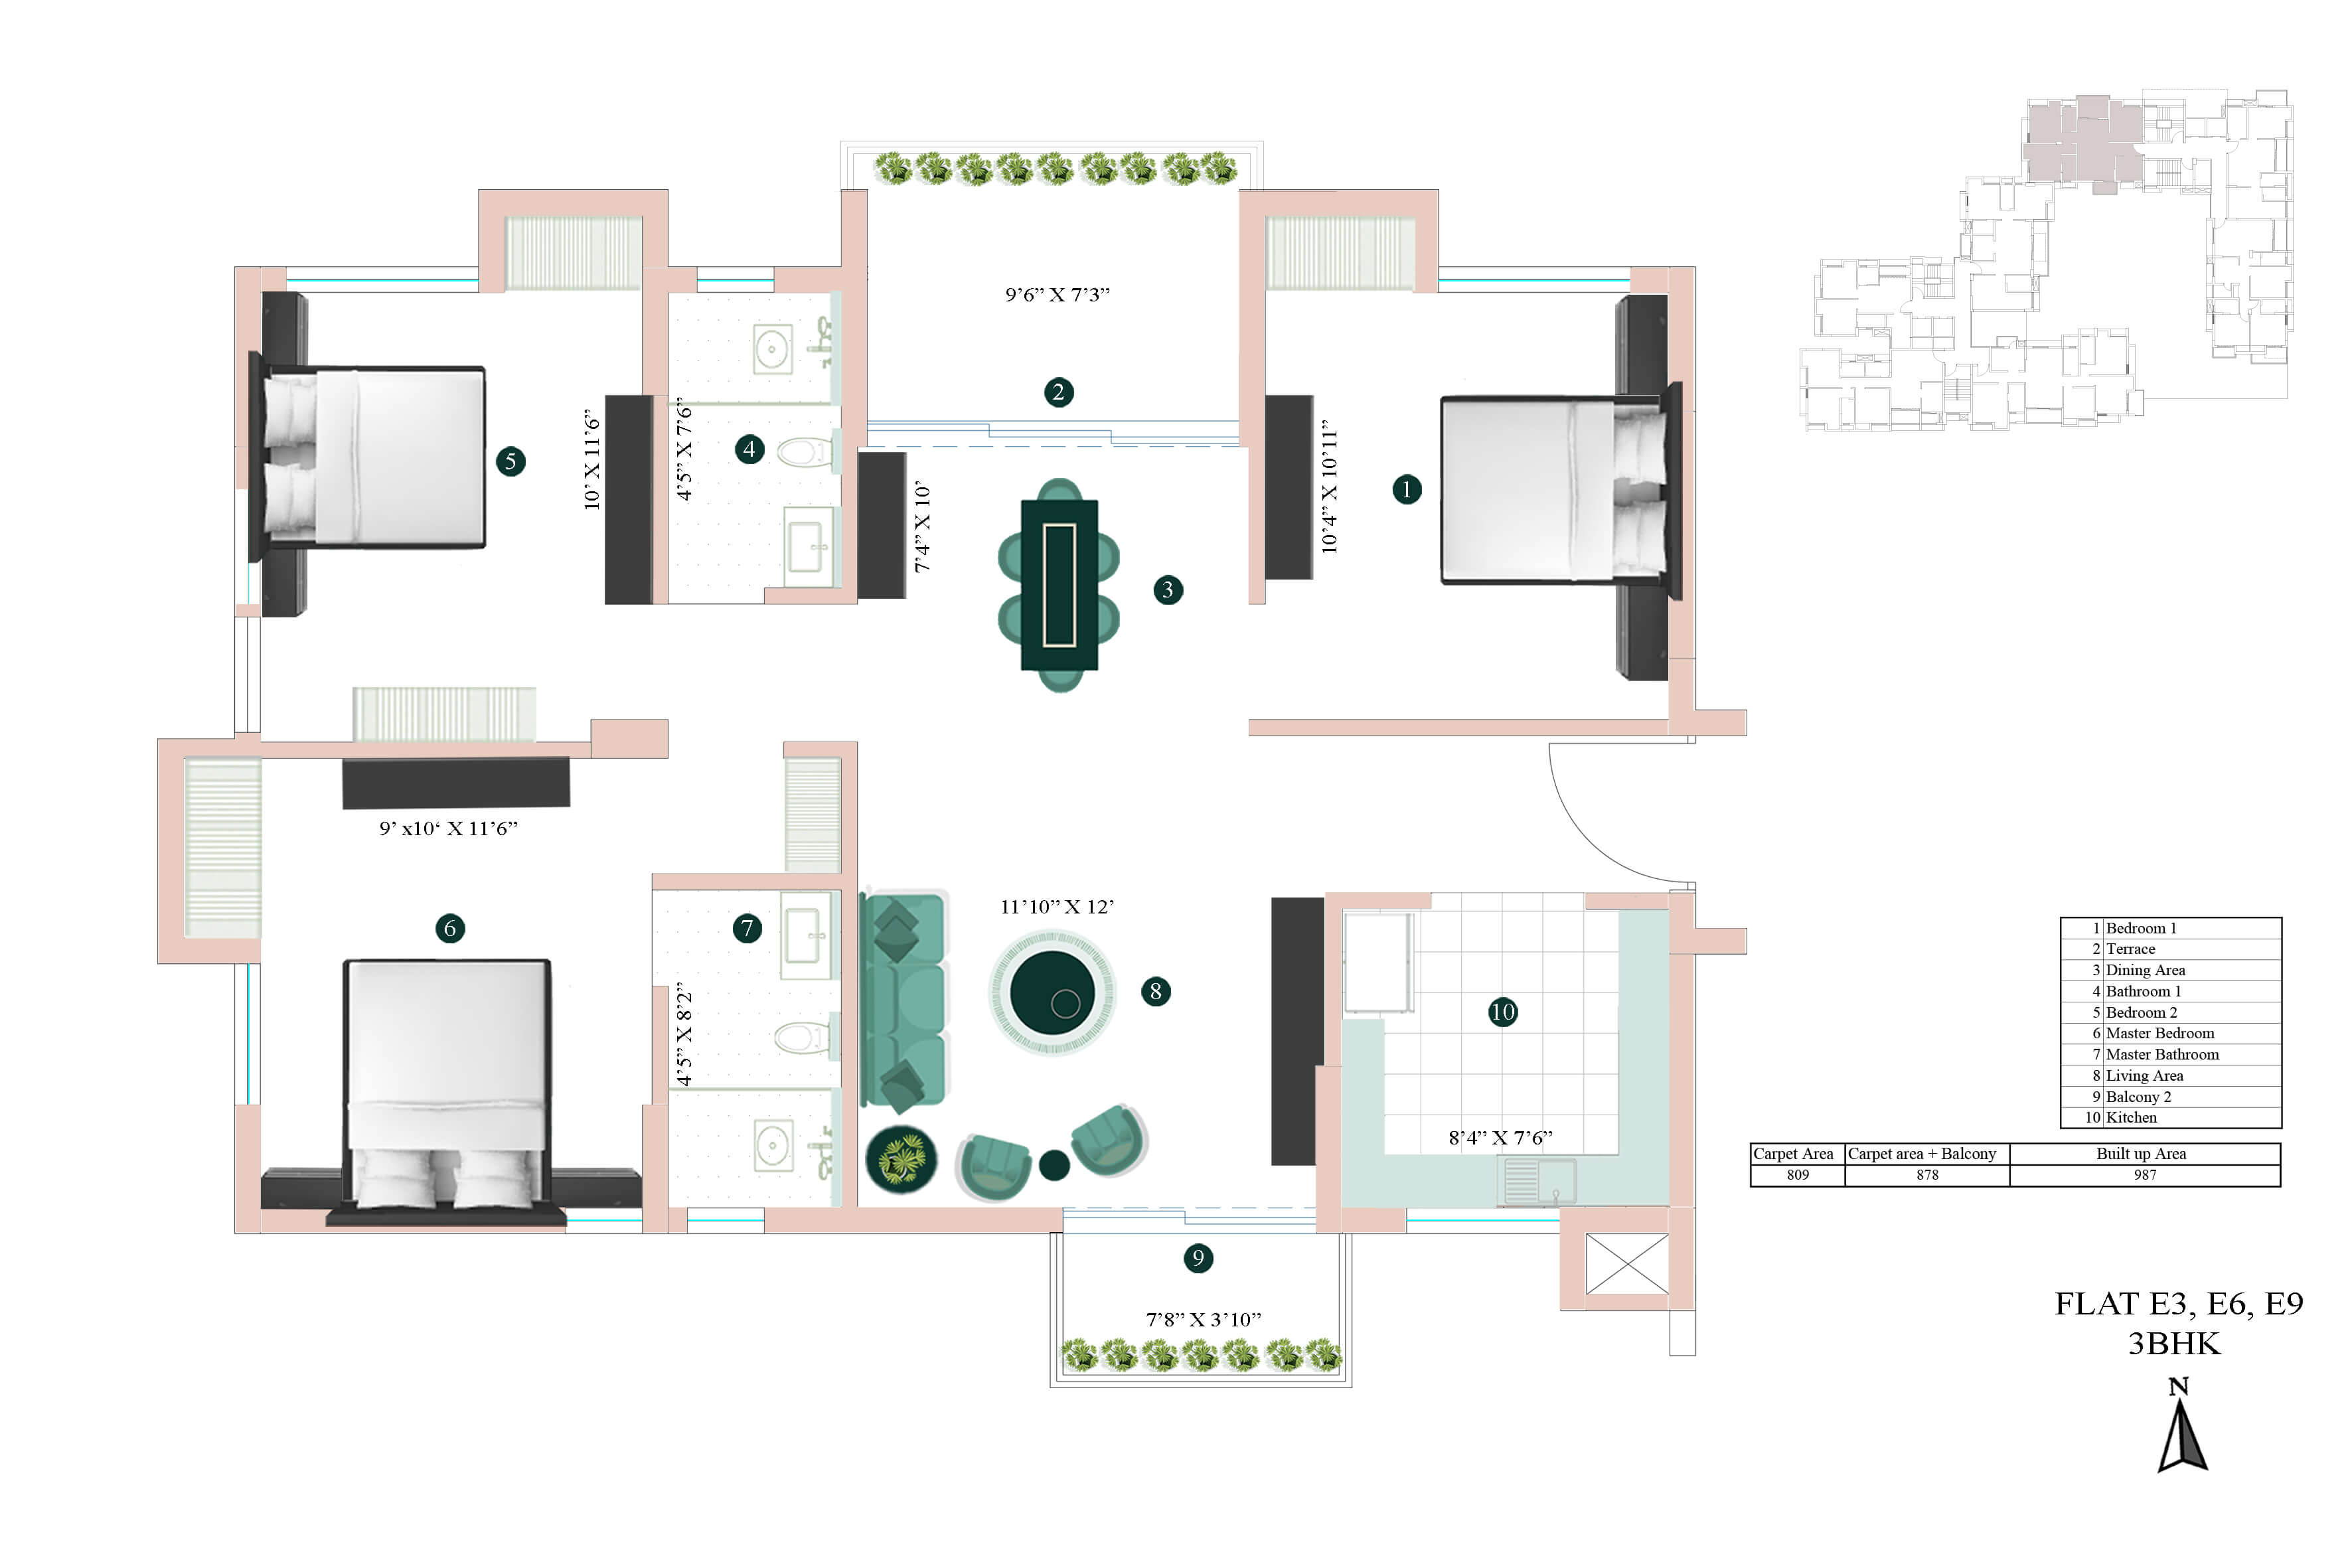 9’6” X 7’3”
2
10’ X 11’6”
5
4’5” X 7’6”
4
7’4” X 10’
3
10’4” X 10’11”
1
9’ x10‘ X 11’6”
6
7
4’5” X 8’2”
11’10” X 12’
8
10
8’4” X 7’6”
9
7’8” X 3’10”
1 Bedroom 1
2 Terrace
3 Dining Area
4 Bathroom 1
5 Bedroom 2
6 Master Bedroom
7 Master Bathroom
8 Living Area
9 Balcony 2
10 Kitchen
Carpet Area Carpet area + Balcony Built up Area
809 878 987
FLAT E3, E6, E9
3BHK
N